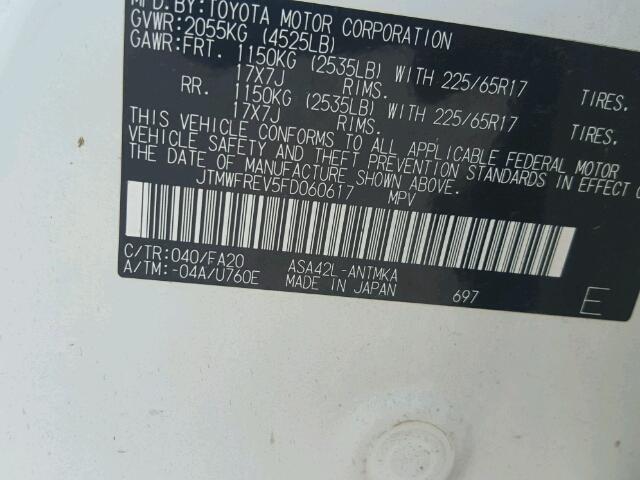 MFD. BY: TOYOTA MOTOR CORPORATION
GVWR: 2055KG (4525LB)
GAWR: FRT. 1150KG (2535LB) WITH 225/65R17 TIRES.
17X7J RIMS.
RR. 1150KG (2535LB) WITH 225/65R17 TIRES.
17X7J RIMS.
THIS VEHICLE CONFORMS TO ALL APPLICABLE FEDERAL MOTOR
VEHICLE SAFETY AND THEFT PREVENTION STANDARDS IN EFFECT
THE DATE OF MANUFACTURE SHOWN ABOVE.
JTMWFREV5FD060617 MPV
C/TR: 040/FA20 ASA42L-ANTMKA
A/TM: -04A/U760E MADE IN JAPAN 697 E